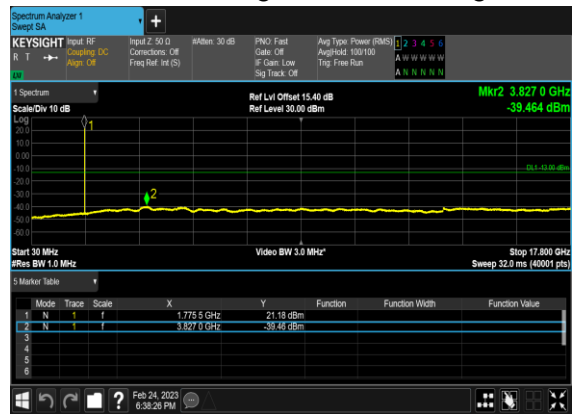 Spectrum Analyzer 1
Swept SA
+
KEYSIGHT Input: RF Input Z: 50 Ω #Atten: 30 dB PNO: Fast Avg Type: Power (RMS) 1 2 3 4 5 6
R T Coupling: DC Corrections: Off Gate: Off Avg|Hold: 100/100 A W W W W W
Align: Off Freq Ref: Int (S) IF Gain: Low Trig: Free Run
LV Sig Track: Off A N N N N N
1 Spectrum
Ref Lvl Offset 15.40 dB Mkr2 3.827 0 GHz
Scale/Div 10 dB Ref Level 30.00 dBm -39.464 dBm
Log
20.0
10.0
0.00
-10.0
-20.0
-30.0
-40.0
-50.0
-60.0
1
2
DL1 -13.00 dBm
Start 30 MHz Video BW 3.0 MHz* Stop 17.800 GHz
#Res BW 1.0 MHz Sweep 32.0 ms (40001 pts)
5 Marker Table
Mode Trace Scale X Y Function Function Width Function Value
1 N 1 f 1.775 5 GHz 21.18 dBm
2 N 1 f 3.827 0 GHz -39.46 dBm
3
4
5
6
? Feb 24, 2023
6:38:26 PM